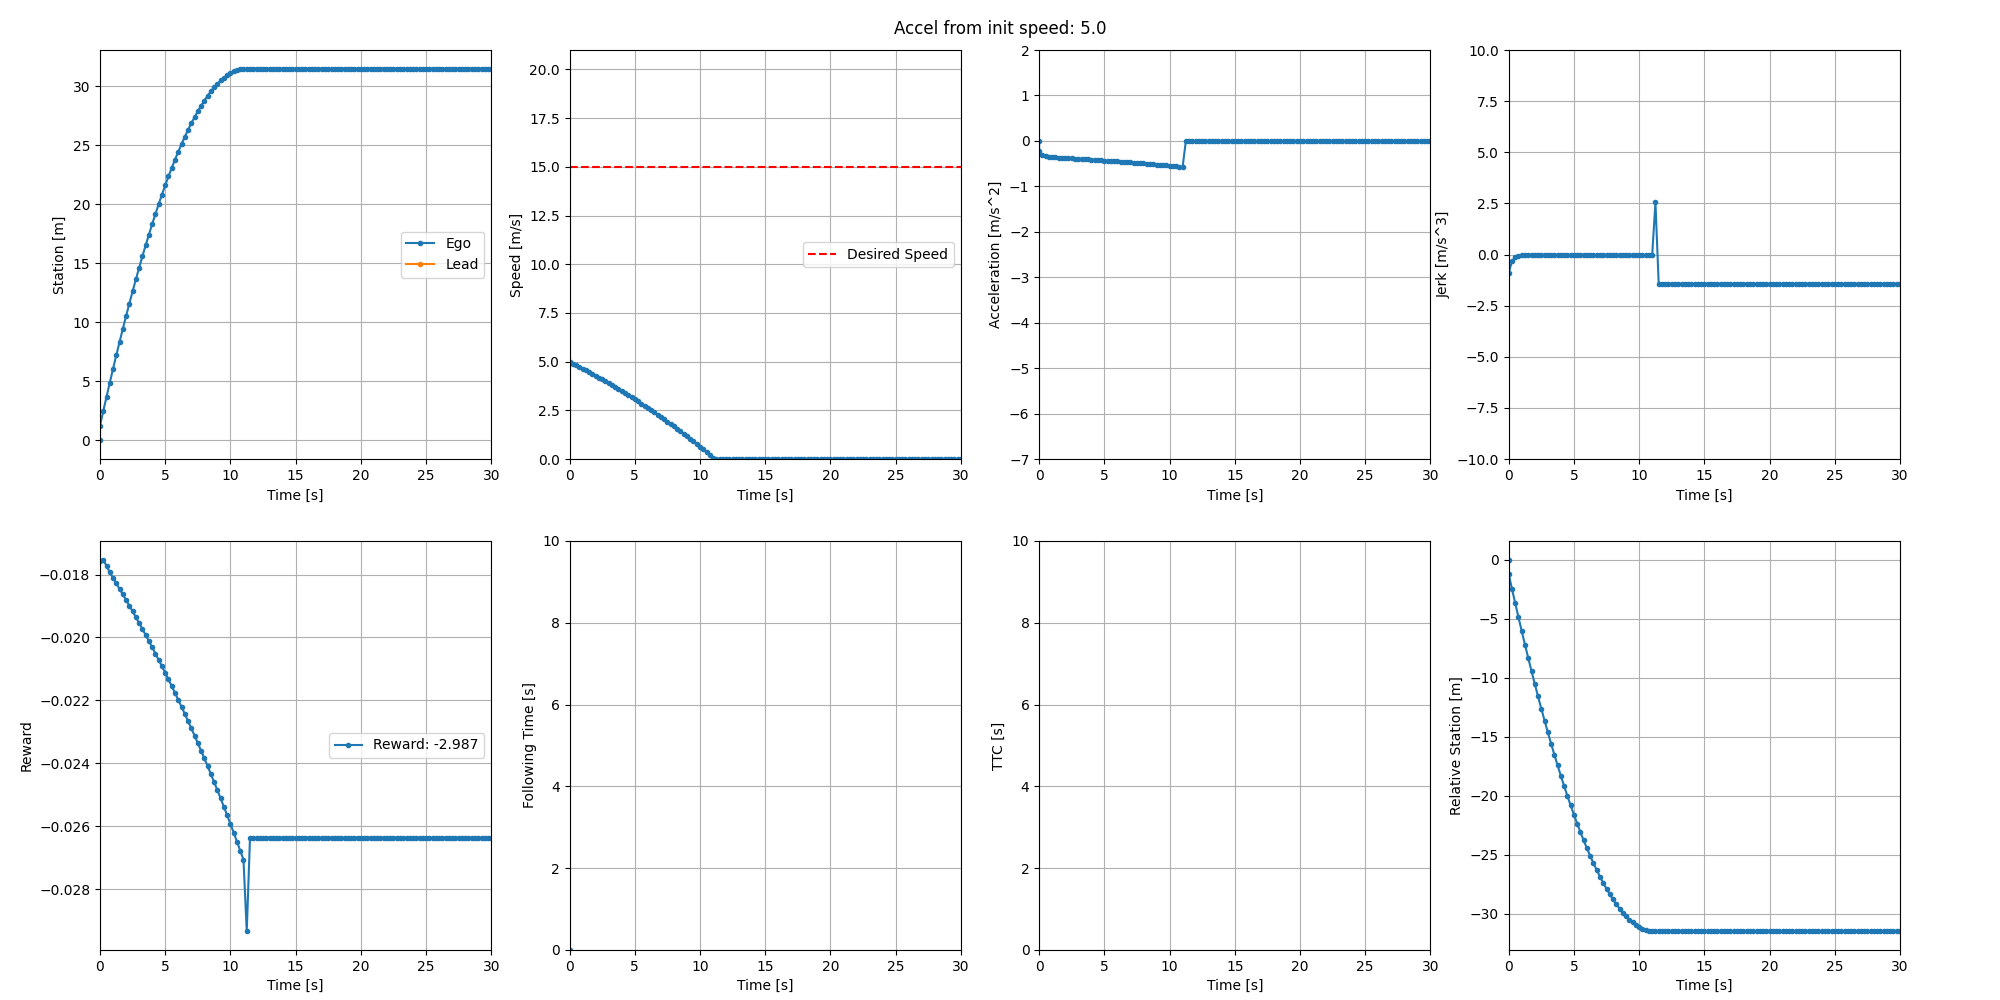 Accel from init speed: 5.0
Station [m]
30
25
20
15
10
5
0
Ego
Lead
0 5 10 15 20 25 30
Time [s]
Speed [m/s]
20.0
17.5
15.0
12.5
10.0
7.5
5.0
2.5
0.0
Desired Speed
0 5 10 15 20 25 30
Time [s]
Acceleration [m/s^2]
2
1
0
−1
−2
−3
−4
−5
−6
−7
0 5 10 15 20 25 30
Time [s]
Jerk [m/s^3]
10.0
7.5
5.0
2.5
0.0
−2.5
−5.0
−7.5
−10.0
0 5 10 15 20 25 30
Time [s]
Reward
−0.018
−0.020
−0.022
−0.024
−0.026
−0.028
Reward: -2.987
0 5 10 15 20 25 30
Time [s]
Following Time [s]
10
8
6
4
2
0
0 5 10 15 20 25 30
Time [s]
TTC [s]
10
8
6
4
2
0
0 5 10 15 20 25 30
Time [s]
Relative Station [m]
0
−5
−10
−15
−20
−25
−30
0 5 10 15 20 25 30
Time [s]